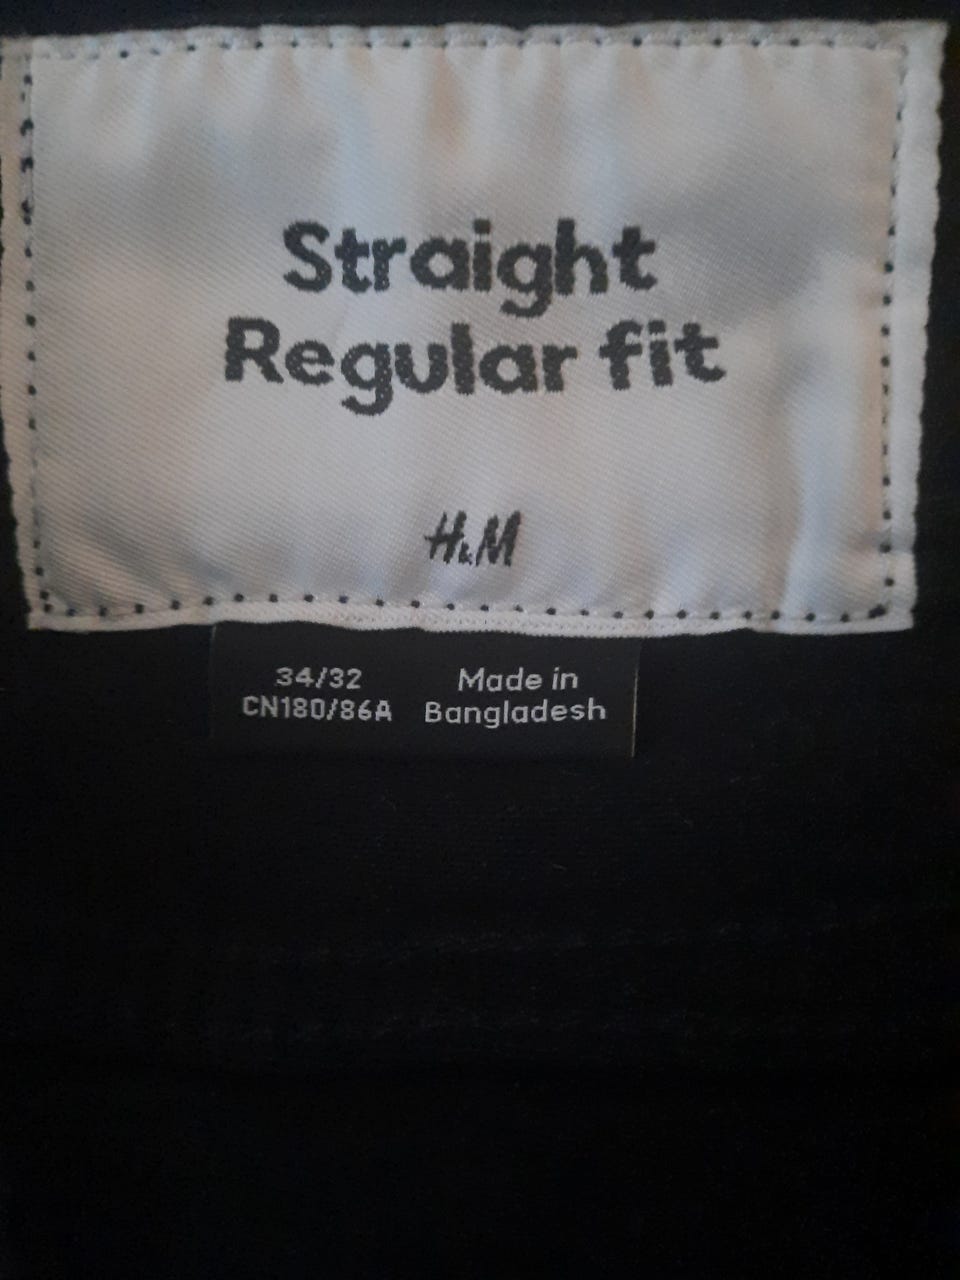 Straight
Regular fit
H&M
34/32
CN180/86A
Made in
Bangladesh